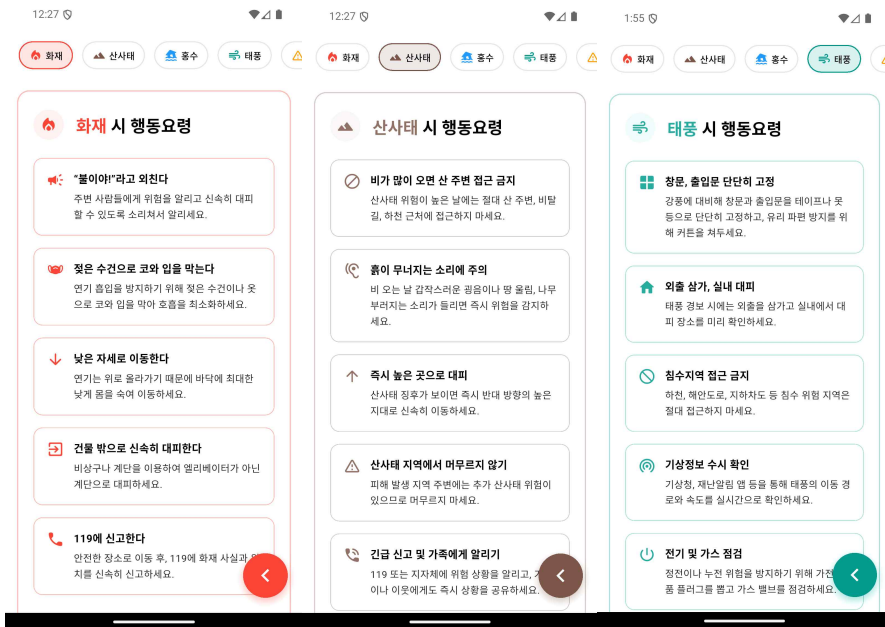 12:27
화재
산사태
홍수
태풍
화재 시 행동요령
“불이야!”라고 외친다
주변 사람들에게 위험을 알리고 신속히 대피
할 수 있도록 소리쳐서 알리세요.
젖은 수건으로 코와 입을 막는다
연기 흡입을 방지하기 위해 젖은 수건이나 옷
으로 코와 입을 막아 호흡을 최소화하세요.
낮은 자세로 이동한다
연기는 위로 올라가기 때문에 바닥에 최대한
낮게 몸을 숙여 이동하세요.
건물 밖으로 신속히 대피한다
비상구나 계단을 이용하여 엘리베이터가 아닌
계단으로 대피하세요.
119에 신고한다
안전한 장소로 이동 후, 119에 화재 사실과
치를 신속히 신고하세요.
12:27
화재
산사태
홍수
태풍
산사태 시 행동요령
비가 많이 오면 산 주변 접근 금지
산사태 위험이 높은 날에는 절대 산 주변, 비탈
길, 하천 근처에 접근하지 마세요.
흙이 무너지는 소리에 주의
비 오는 날 갑작스러운 굉음이나 땅 울림, 나무
부러지는 소리가 들리면 즉시 위험을 감지하
세요.
즉시 높은 곳으로 대피
산사태 징후가 보이면 즉시 반대 방향의 높은
지대로 신속히 이동하세요.
산사태 지역에서 머무르지 않기
피해 발생 지역 주변에는 추가 산사태 위험이
있으므로 머무르지 마세요.
긴급 신고 및 가족에게 알리기
119 또는 지자체에 위험 상황을 알리고,
이나 이웃에게도 즉시 상황을 공유하세요.
1:55
화재
산사태
홍수
태풍
태풍 시 행동요령
창문, 출입문 단단히 고정
강풍에 대비해 창문과 출입문을 테이프나 못
등으로 단단히 고정하고, 유리 파편 방지를 위
해 커튼을 쳐두세요.
외출 삼가, 실내 대피
태풍 경보 시에는 외출을 삼가고 실내에서 대
피 장소를 미리 확인하세요.
침수지역 접근 금지
하천, 해안도로, 지하차도 등 침수 위험 지역은
절대 접근하지 마세요.
기상정보 수시 확인
기상청, 재난알림 앱 등을 통해 태풍의 이동 경
로와 속도를 실시간으로 확인하세요.
전기 및 가스 점검
정전이나 누전 위험을 방지하기 위해 가전
품 플러그를 뽑고 가스 밸브를 점검하세요.